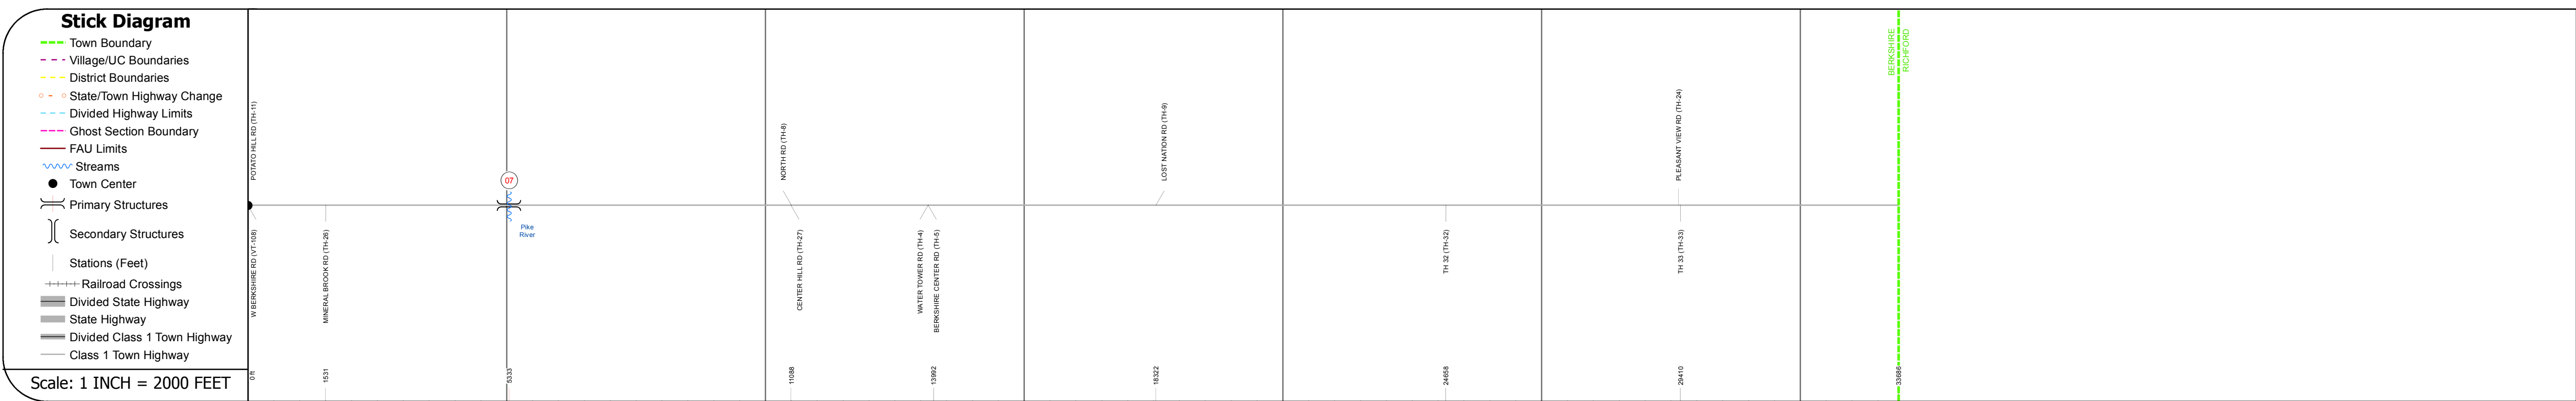 Stick Diagram
Town Boundary
Village/UC Boundaries
District Boundaries
State/Town Highway Change
Divided Highway Limits
Ghost Section Boundary
FAU Limits
Streams
Town Center
Primary Structures
Secondary Structures
Stations (Feet)
Railroad Crossings
Divided State Highway
State Highway
Divided Class 1 Town Highway
Class 1 Town Highway
Scale: 1 INCH = 2000 FEET
POTATO HILL RD (TH-11)
W BERKSHIRE RD (VT-108)
MINERAL BROOK RD (TH-26)
07
Pike
River
NORTH RD (TH-8)
CENTER HILL RD (TH-27)
WATER TOWER RD (TH-4)
BERKSHIRE CENTER RD (TH-5)
LOST NATION RD (TH-9)
TH 32 (TH-32)
PLEASANT VIEW RD (TH-24)
TH 33 (TH-33)
BERKSHIRE
RICHFORD
0 ft
1531
5333
11088
13992
18322
24658
29410
33686